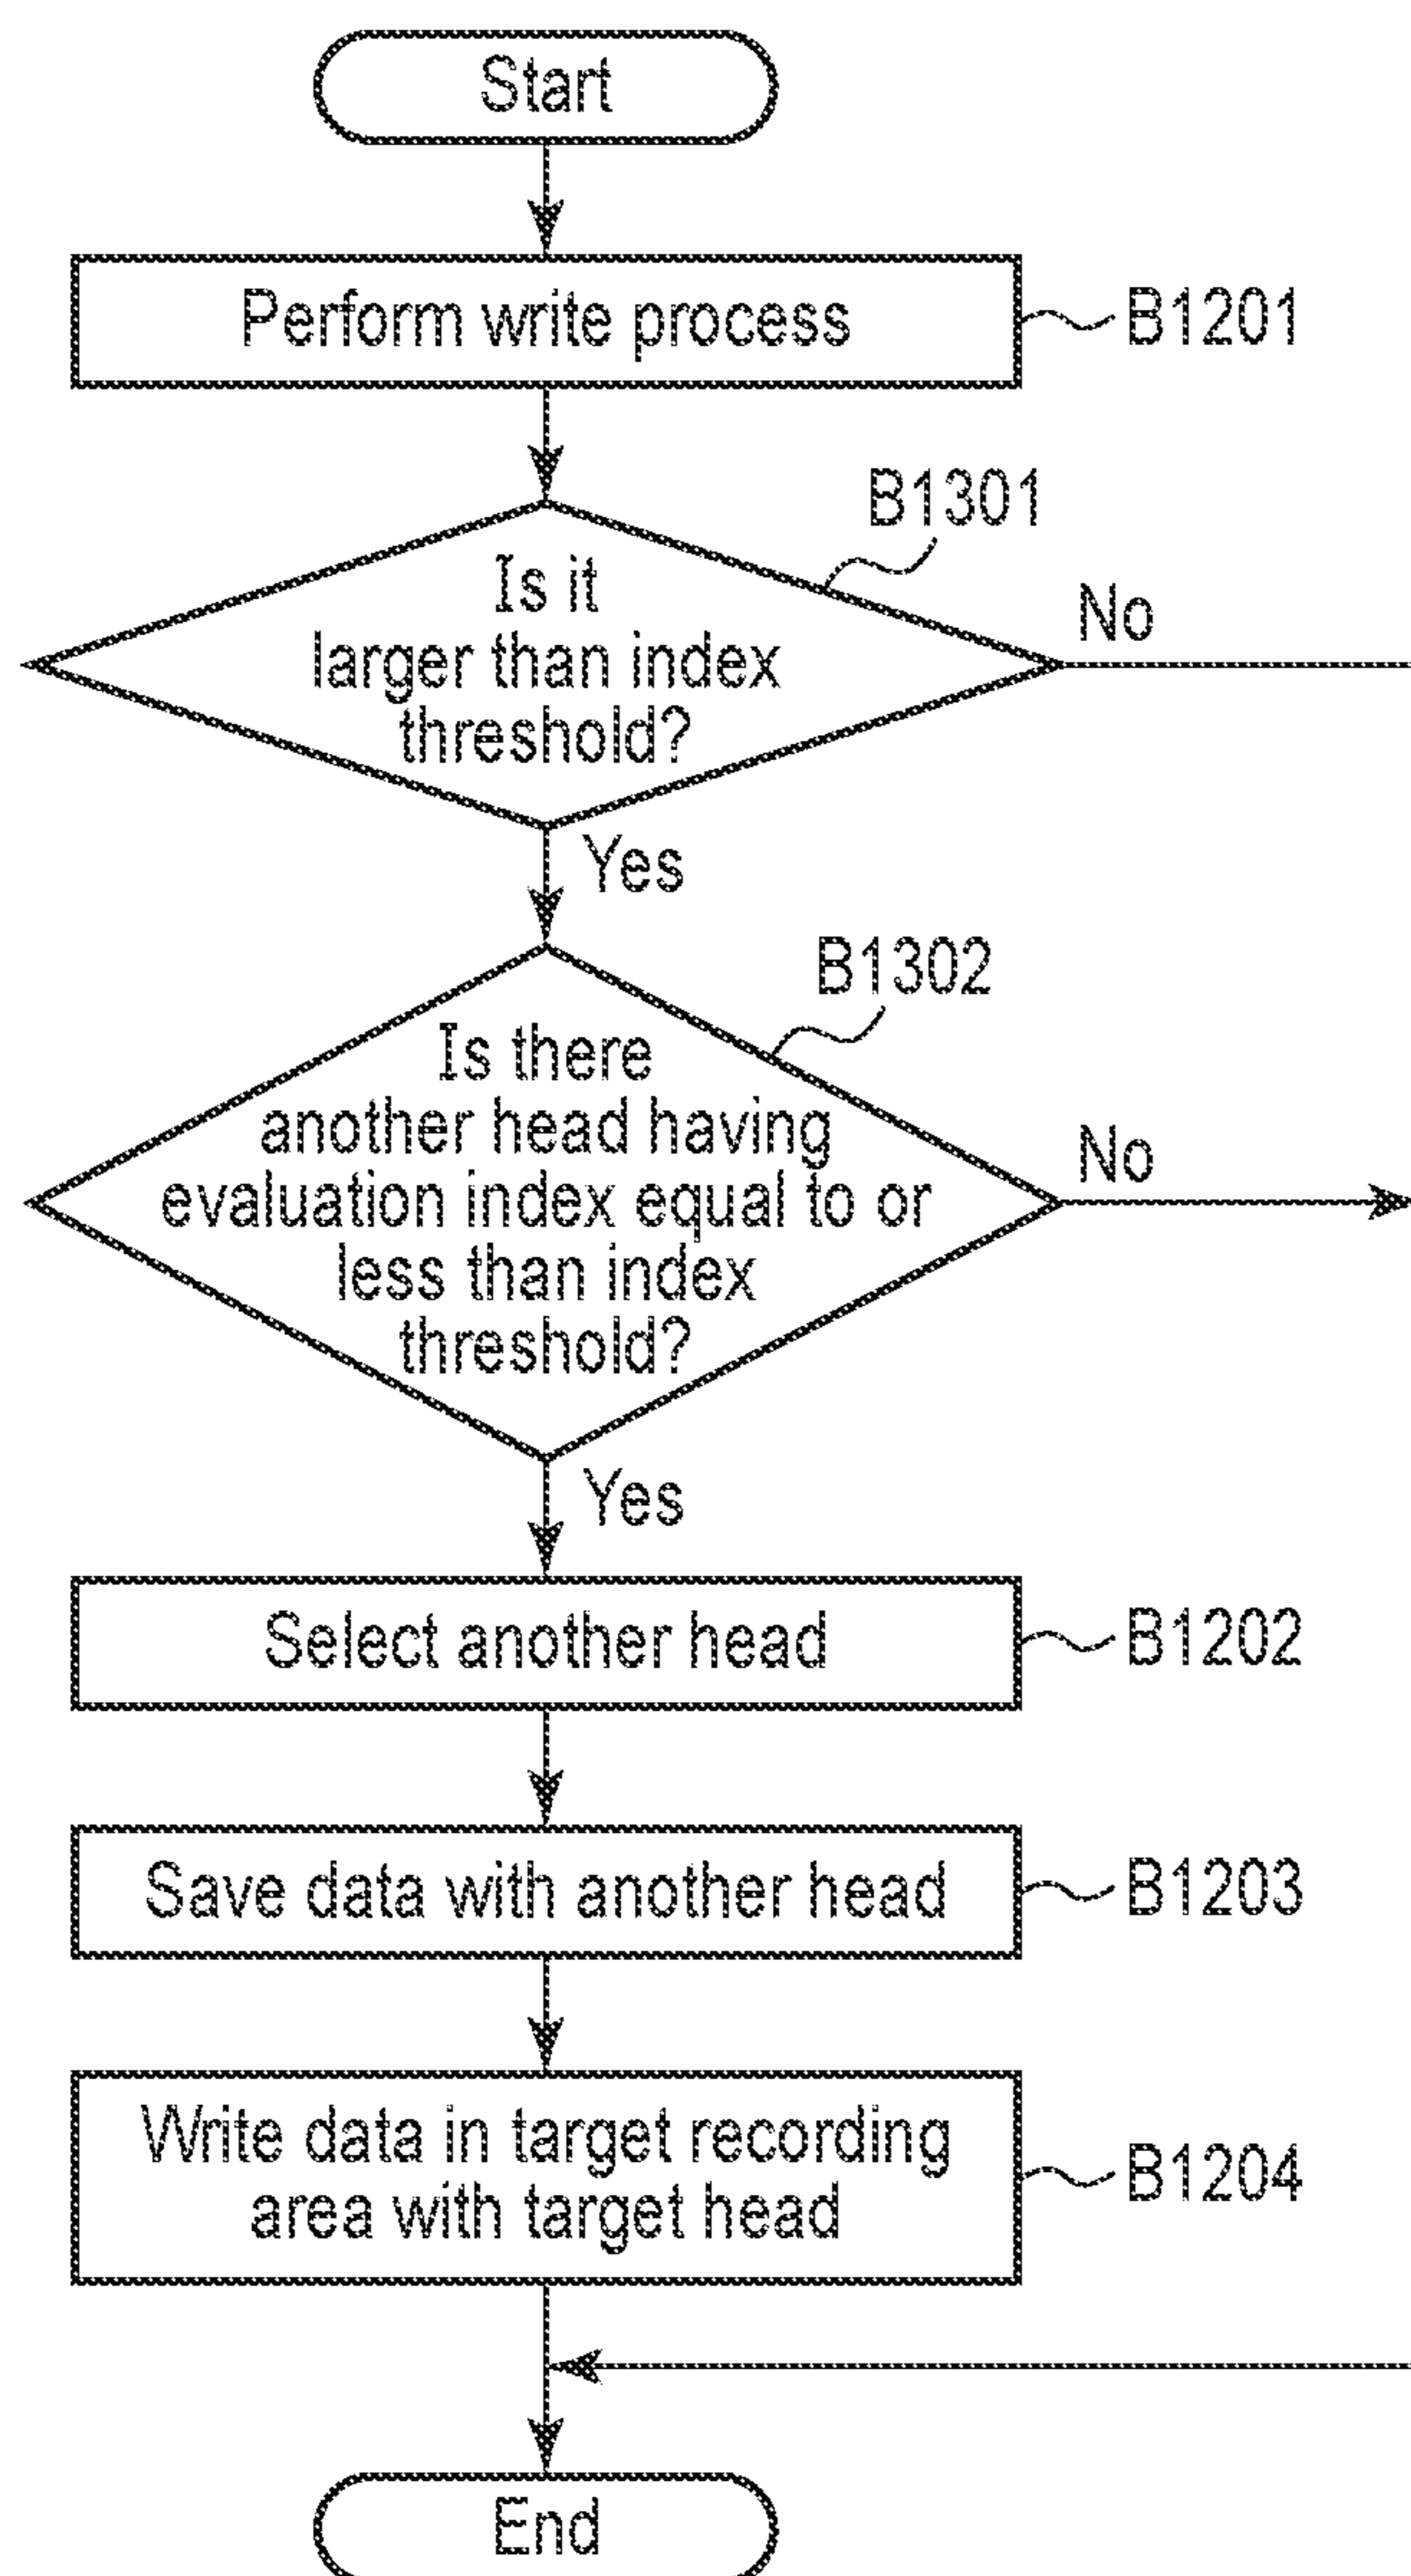 Start
Perform write process
B1201
B1301
Is it
larger than index
threshold?
No
Yes
B1302
Is there
another head having
evaluation index equal to or
less than index
threshold?
No
Yes
Select another head
B1202
Save data with another head
B1203
Write data in target recording
area with target head
B1204
End